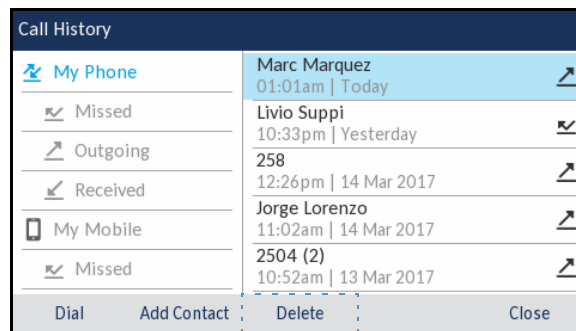 Call History
My Phone
Missed
Outgoing
Received
My Mobile
Missed
Marc Marquez
01:01am | Today
Livio Suppi
10:33pm | Yesterday
258
12:26pm | 14 Mar 2017
Jorge Lorenzo
11:02am | 14 Mar 2017
2504 (2)
10:52am | 13 Mar 2017
Dial Add Contact Delete Close